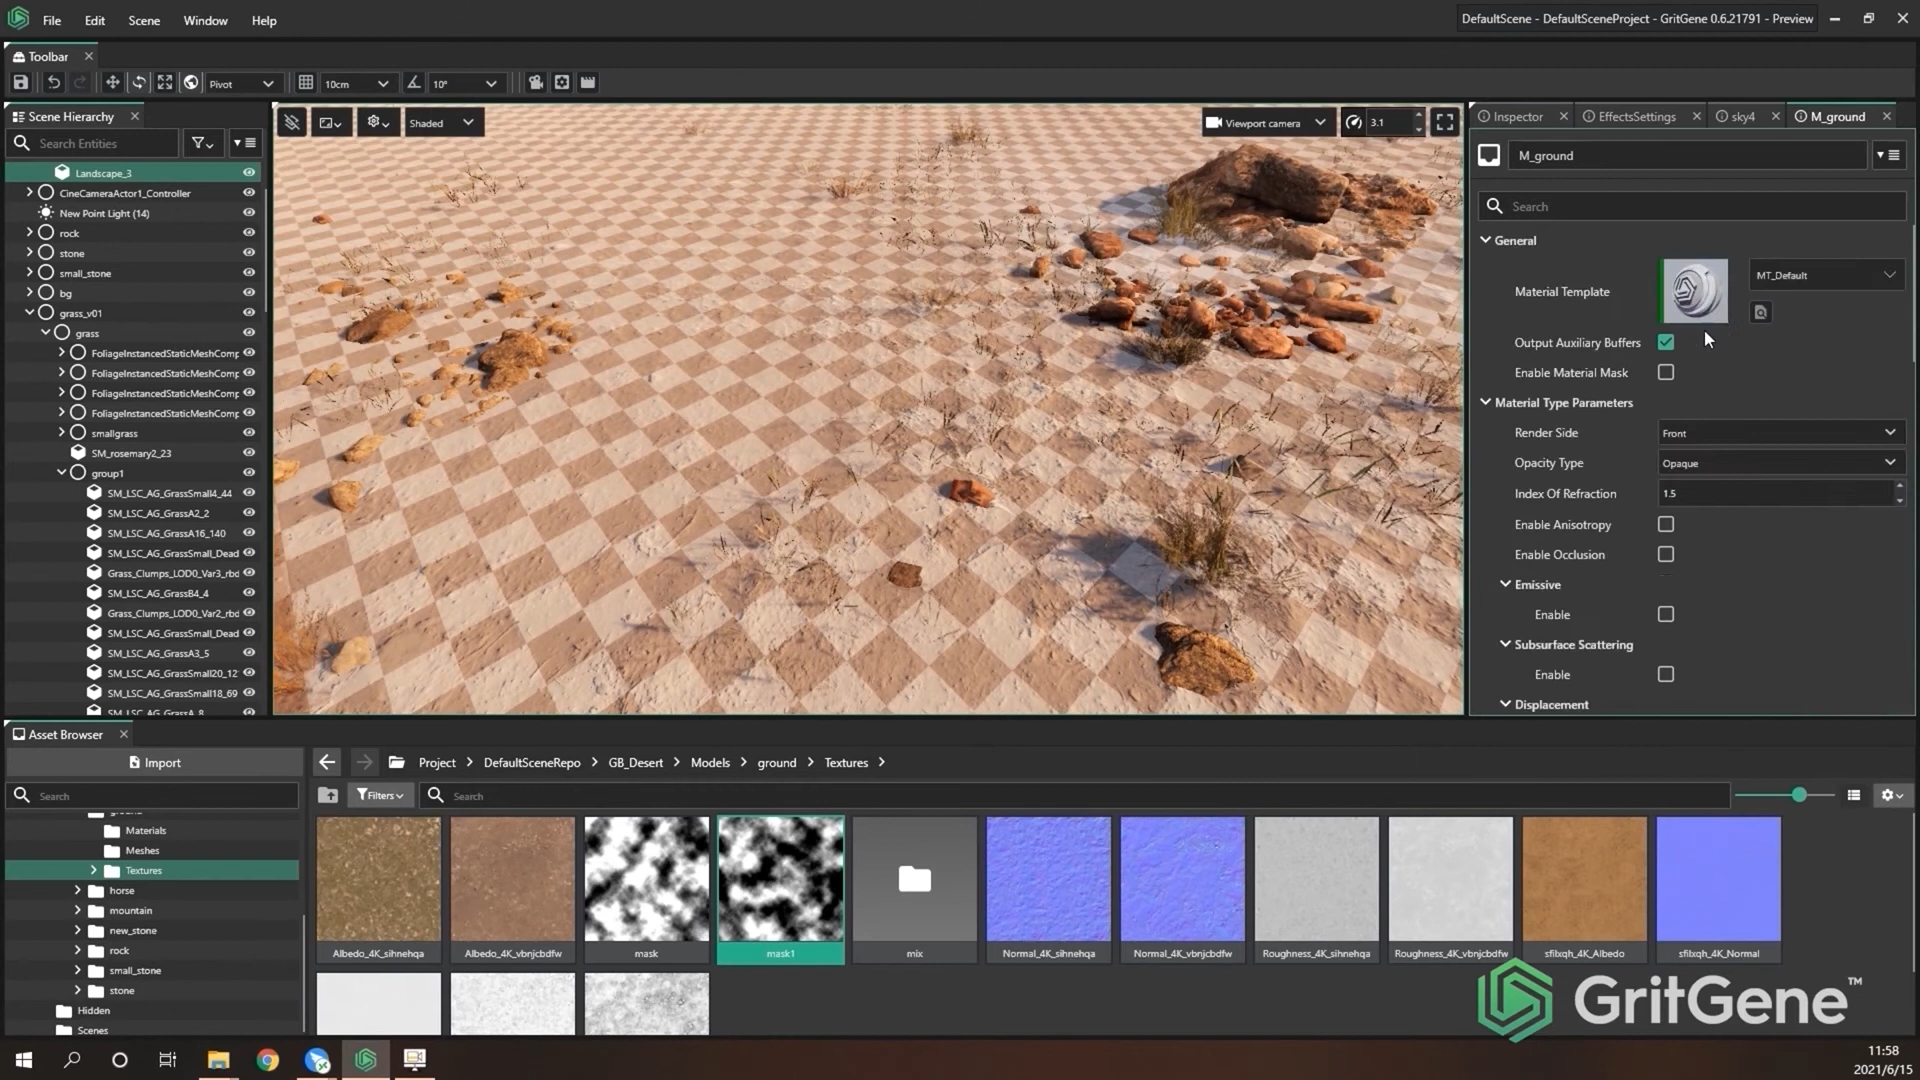 File Edit Scene Window Help
DefaultScene - DefaultSceneProject - GritGene 0.6.21791 - Preview
Toolbar
Pivot 10cm 10°
Scene Hierarchy
Search Entities
Landscape_3
CineCameraActor1_Controller
New Point Light (14)
rock
stone
small_stone
bg
grass_v01
grass
FoliageInstancedStaticMeshComp
FoliageInstancedStaticMeshComp
FoliageInstancedStaticMeshComp
FoliageInstancedStaticMeshComp
smallgrass
SM_rosemary2_23
group1
SM_LSC_AG_GrassSmall4_44
SM_LSC_AG_GrassA2_2
SM_LSC_AG_GrassA16_140
SM_LSC_AG_GrassSmall_Dead
Grass_Clumps_LOD0_Var3_rbd
SM_LSC_AG_GrassB4_4
Grass_Clumps_LOD0_Var2_rbd
SM_LSC_AG_GrassSmall_Dead
SM_LSC_AG_GrassA3_5
SM_LSC_AG_GrassSmall20_12
SM_LSC_AG_GrassSmall18_69
SM_LSC_AG_GrassA_8
Shaded
Viewport camera
3.1
Inspector EffectsSettings sky4 M_ground
M_ground
Search
General
Material Template
MT_Default
Output Auxiliary Buffers
Enable Material Mask
Material Type Parameters
Render Side Front
Opacity Type Opaque
Index Of Refraction 1.5
Enable Anisotropy
Enable Occlusion
Emissive
Enable
Subsurface Scattering
Enable
Displacement
Asset Browser
Import
Search
Materials
Meshes
Textures
horse
mountain
new_stone
rock
small_stone
stone
Hidden
Scenes
Project > DefaultSceneRepo > GB_Desert > Models > ground > Textures >
Filters
Search
Albedo_4K_sihnehqa
Albedo_4K_vbnjcbdfw
mask
mask1
mix
Normal_4K_sihnehqa
Normal_4K_vbnjcbdfw
Roughness_4K_sihnehqa
Roughness_4K_vbnjcbdfw
sfilxqh_4K_Albedo
sfilxqh_4K_Normal
GritGene™
11:58
2021/6/15